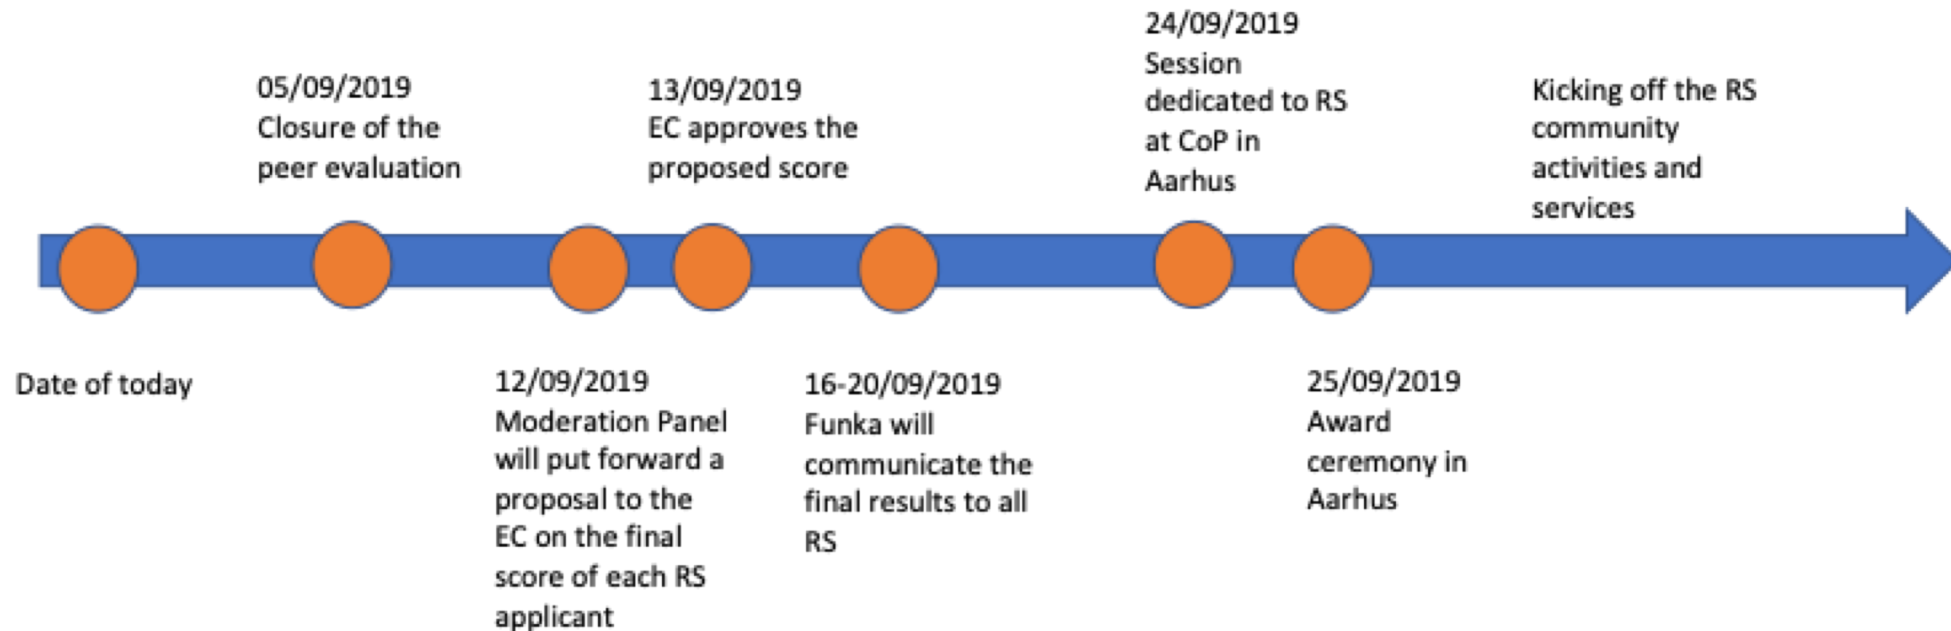 05/09/2019
Closure of the
peer evaluation
13/09/2019
EC approves the
proposed score
24/09/2019
Session
dedicated to RS
at CoP in
Aarhus
Kicking off the RS
community
activities and
services
Date of today
12/09/2019
Moderation Panel
will put forward a
proposal to the
EC on the final
score of each RS
applicant
16-20/09/2019
Funka will
communicate the
final results to all
RS
25/09/2019
Award
ceremony in
Aarhus